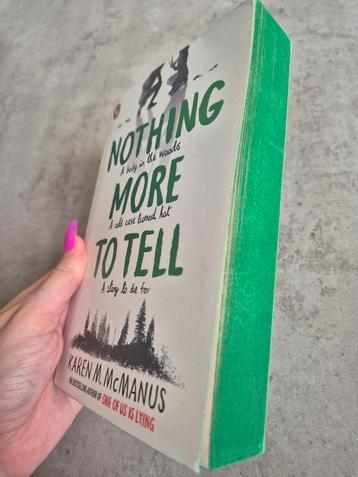 NOTHING
A body in the woods
MORE
A cold case turned hot
TO TELL
A story to die for
KAREN M. McMANUS
THE BESTSELLING AUTHOR OF ONE OF US IS LYING